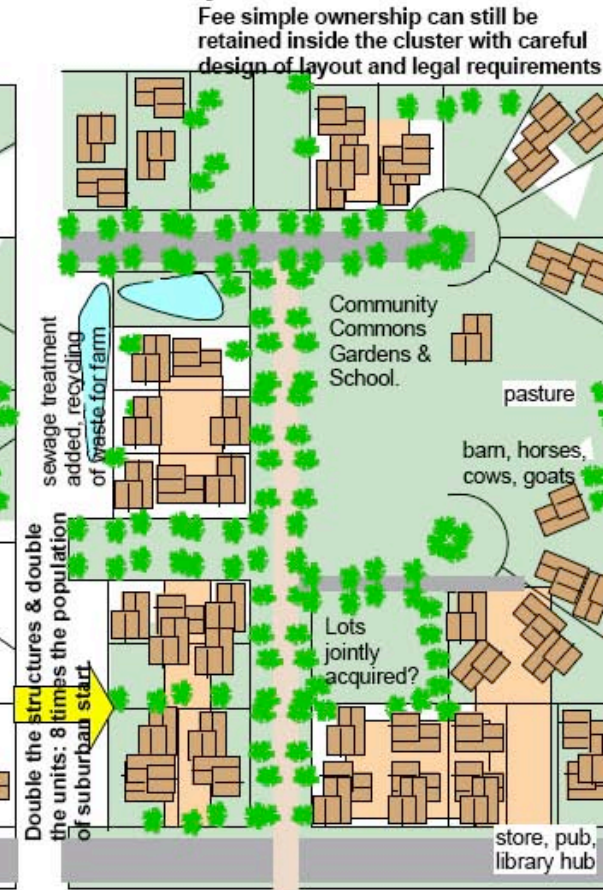 Fee simple ownership can still be
retained inside the cluster with careful
design of layout and legal requirements
Community
Commons
Gardens &
School.
pasture
barn, horses,
cows, goats
sewage treatment
added, recycling
of waste for farm
Lots
jointly
acquired?
Double the structures & double
the units: 8 times the population
of suburban start.
store, pub,
library hub